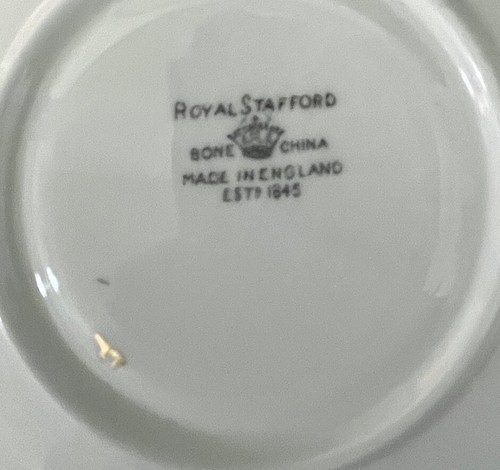 ROYAL STAFFORD
BONE CHINA
MADE IN ENGLAND
ESTD 1845